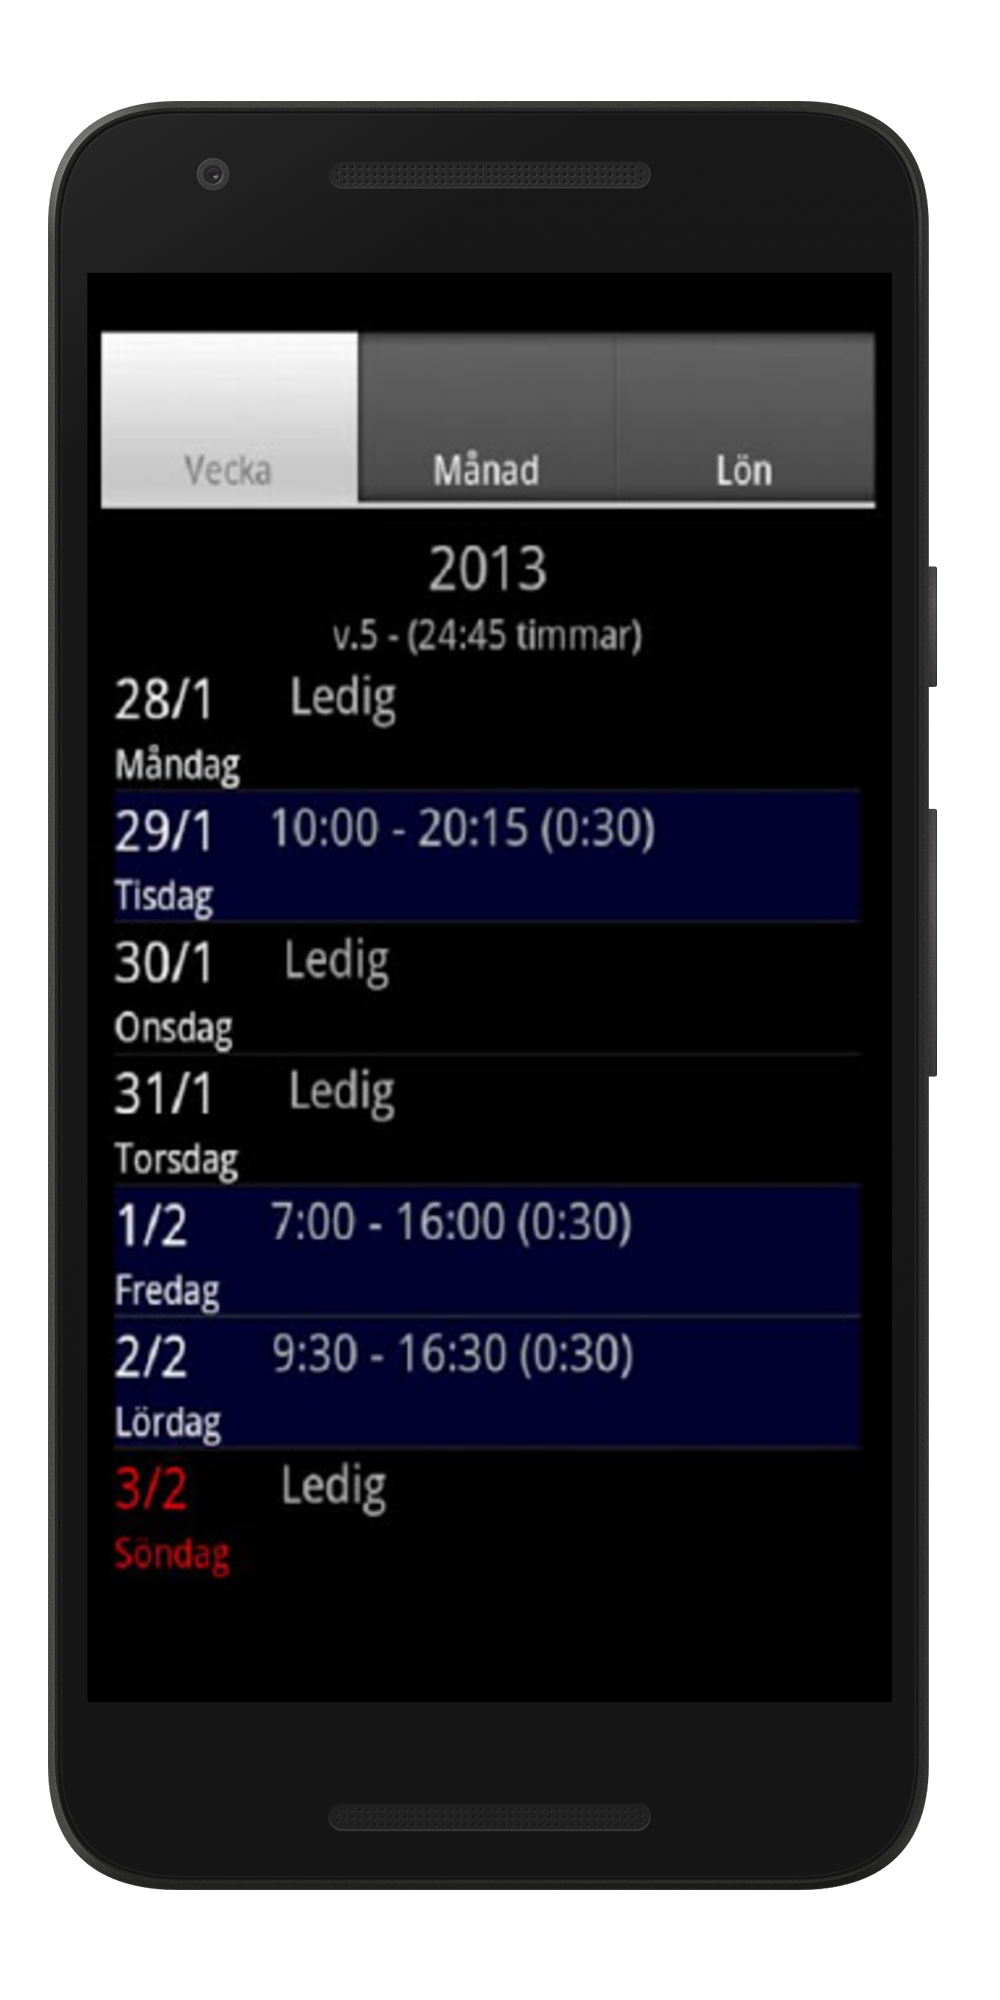 Vecka Månad Lön
2013
v.5 - (24:45 timmar)
28/1 Ledig
Måndag
29/1 10:00 - 20:15 (0:30)
Tisdag
30/1 Ledig
Onsdag
31/1 Ledig
Torsdag
1/2 7:00 - 16:00 (0:30)
Fredag
2/2 9:30 - 16:30 (0:30)
Lördag
3/2 Ledig
Söndag